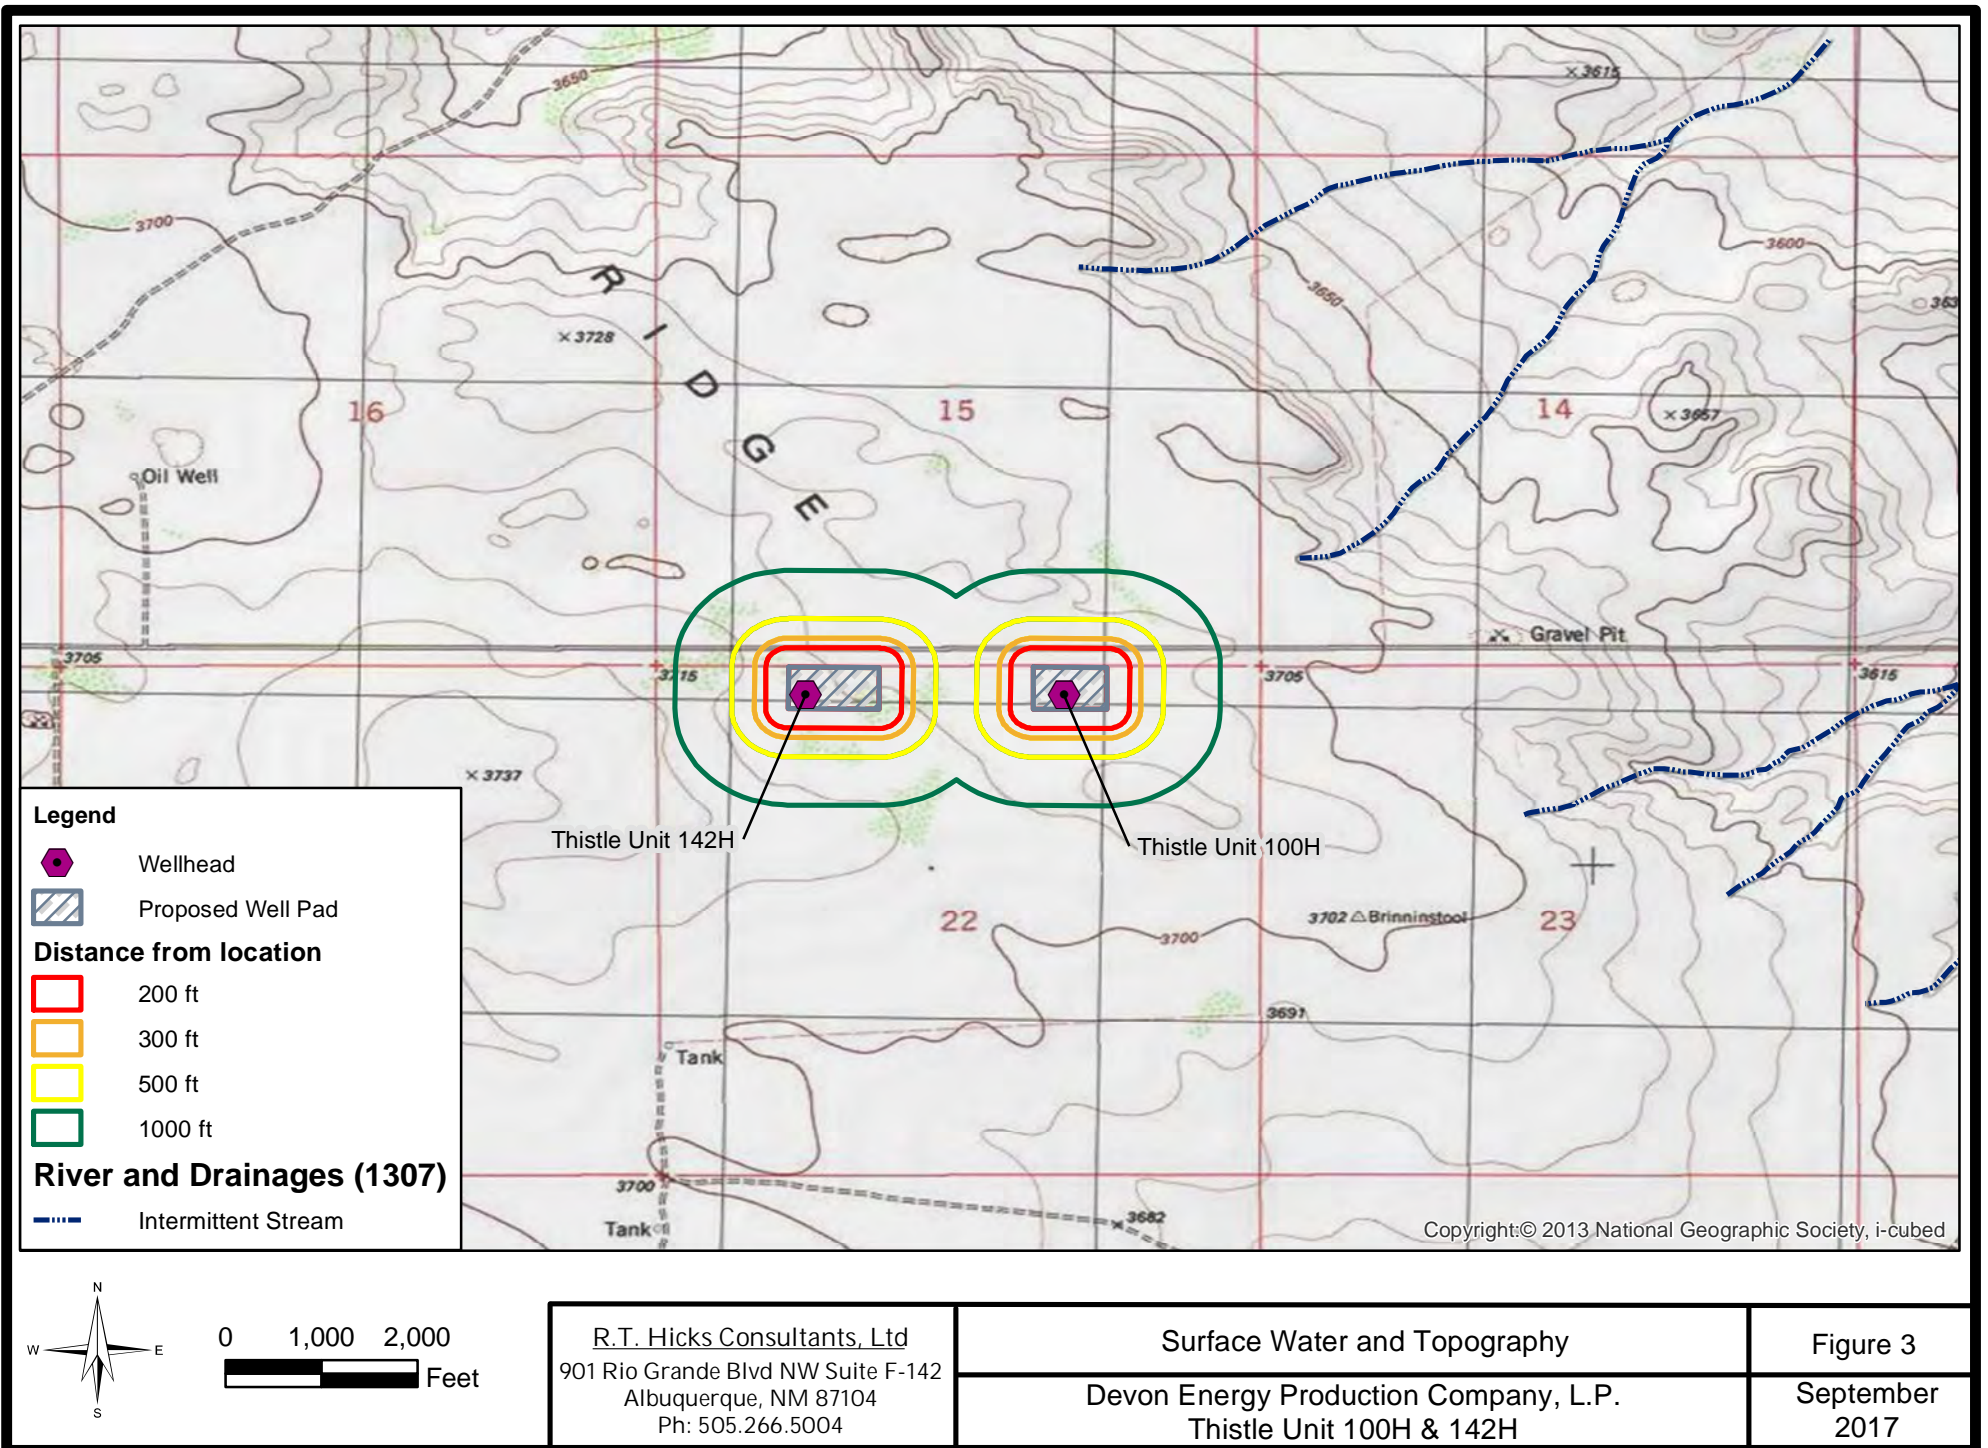 3650
× 3615
3700
3600
3650
363
R I D G E
× 3728
16
15
14
× 3657
Oil Well
Gravel Pit
3705
3715
3705
3615
× 3737
Thistle Unit 142H
Thistle Unit 100H
22
3702 △ Brinninstool
23
3700
3691
Tank
3700
3682
Tank
Copyright:© 2013 National Geographic Society, i-cubed
Legend
Wellhead
Proposed Well Pad
Distance from location
200 ft
300 ft
500 ft
1000 ft
River and Drainages (1307)
Intermittent Stream
N
W E
S
0 1,000 2,000
Feet
R.T. Hicks Consultants, Ltd
901 Rio Grande Blvd NW Suite F-142
Albuquerque, NM 87104
Ph: 505.266.5004
Surface Water and Topography
Devon Energy Production Company, L.P.
Thistle Unit 100H & 142H
Figure 3
September
2017